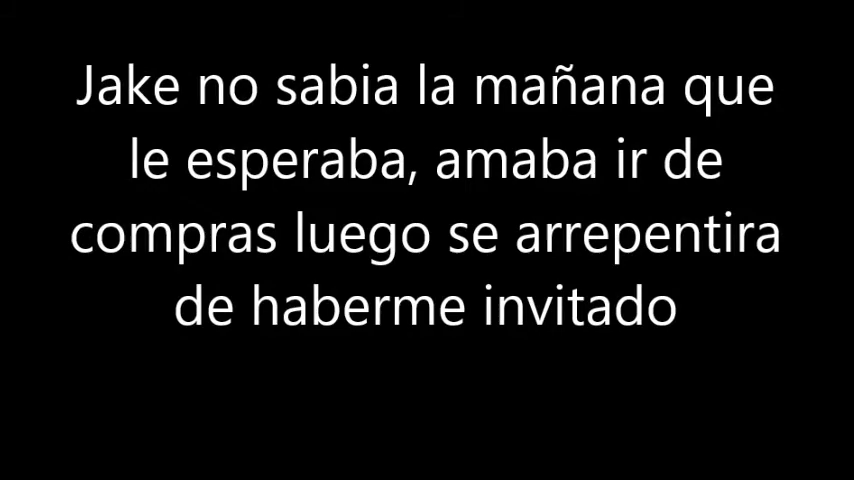 Jake no sabia la mañana que
le esperaba, amaba ir de
compras luego se arrepentira
de haberme invitado